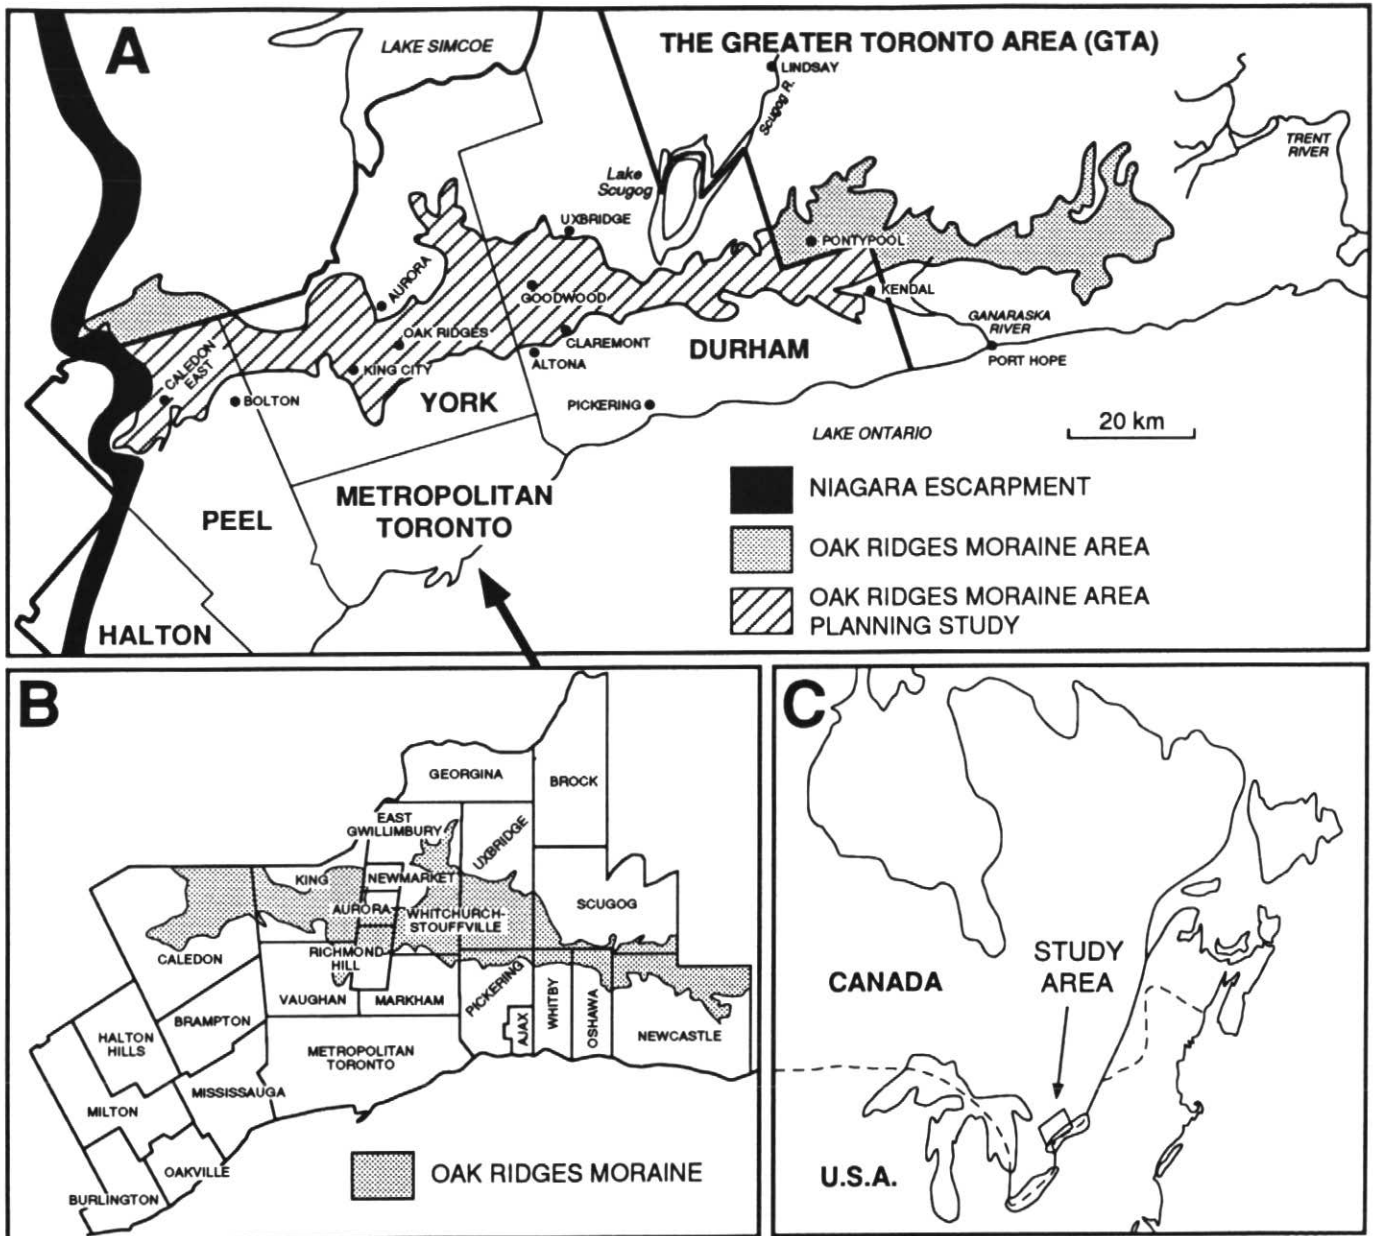 A
LAKE SIMCOE
THE GREATER TORONTO AREA (GTA)
LINDSAY
Scugog R.
TRENT
RIVER
Lake
Scugog
UXBRIDGE
PONTYPOOL
AURORA
GOODWOOD
KENDAL
GANARASKA
RIVER
OAK RIDGES
CLAREMONT
DURHAM
PORT HOPE
CALEDON
EAST
KING CITY
ALTONA
BOLTON
YORK
PICKERING
LAKE ONTARIO
20 km
METROPOLITAN
TORONTO
PEEL
HALTON
NIAGARA ESCARPMENT
OAK RIDGES MORAINE AREA
OAK RIDGES MORAINE AREA
PLANNING STUDY
B
GEORGINA
BROCK
EAST
GWILLIMBURY
UXBRIDGE
KING
NEWMARKET
SCUGOG
AURORA
WHITCHURCH-
STOUFFVILLE
CALEDON
RICHMOND
HILL
VAUGHAN
MARKHAM
PICKERING
AJAX
WHITBY
OSHAWA
NEWCASTLE
BRAMPTON
HALTON
HILLS
METROPOLITAN
TORONTO
MISSISSAUGA
MILTON
OAKVILLE
BURLINGTON
OAK RIDGES MORAINE
C
CANADA
STUDY
AREA
U.S.A.